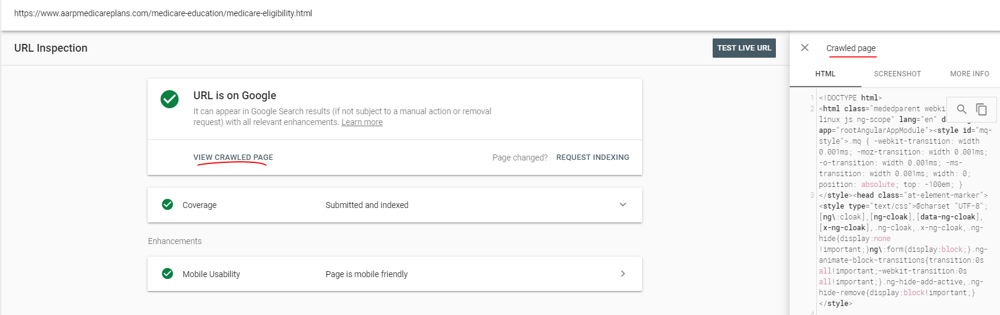 https://www.aarpmedicareplans.com/medicare-education/medicare-eligibility.html
URL Inspection
TEST LIVE URL
URL is on Google
It can appear in Google Search results (if not subject to a manual action or removal
request) with all relevant enhancements. Learn more
VIEW CRAWLED PAGE
Page changed? REQUEST INDEXING
Coverage
Submitted and indexed
Enhancements
Mobile Usability
Page is mobile friendly
Crawled page
HTML
SCREENSHOT
MORE INFO
1 <!DOCTYPE html>
2 <html class="mededparent webki
linux js ng-scope" lang="en" d
app="rootAngularAppModule"><style id="mq-
style">.mq { -webkit-transition: width
0.001ms; -moz-transition: width 0.001ms;
-o-transition: width 0.001ms; -ms-
transition: width 0.001ms; width: 0;
position: absolute; top: -100em; }
3 </style><head class="at-element-marker">
<style type="text/css">@charset "UTF-8";
[ng\:cloak],[ng-cloak],[data-ng-cloak],
[x-ng-cloak],.ng-cloak,.x-ng-cloak,.ng-
hide{display:none
!important;}ng\:form{display:block;}.ng-
animate-block-transitions{transition:0s
all!important;-webkit-transition:0s
all!important;}.ng-hide-add-active,.ng-
hide-remove{display:block!important;}
</style>